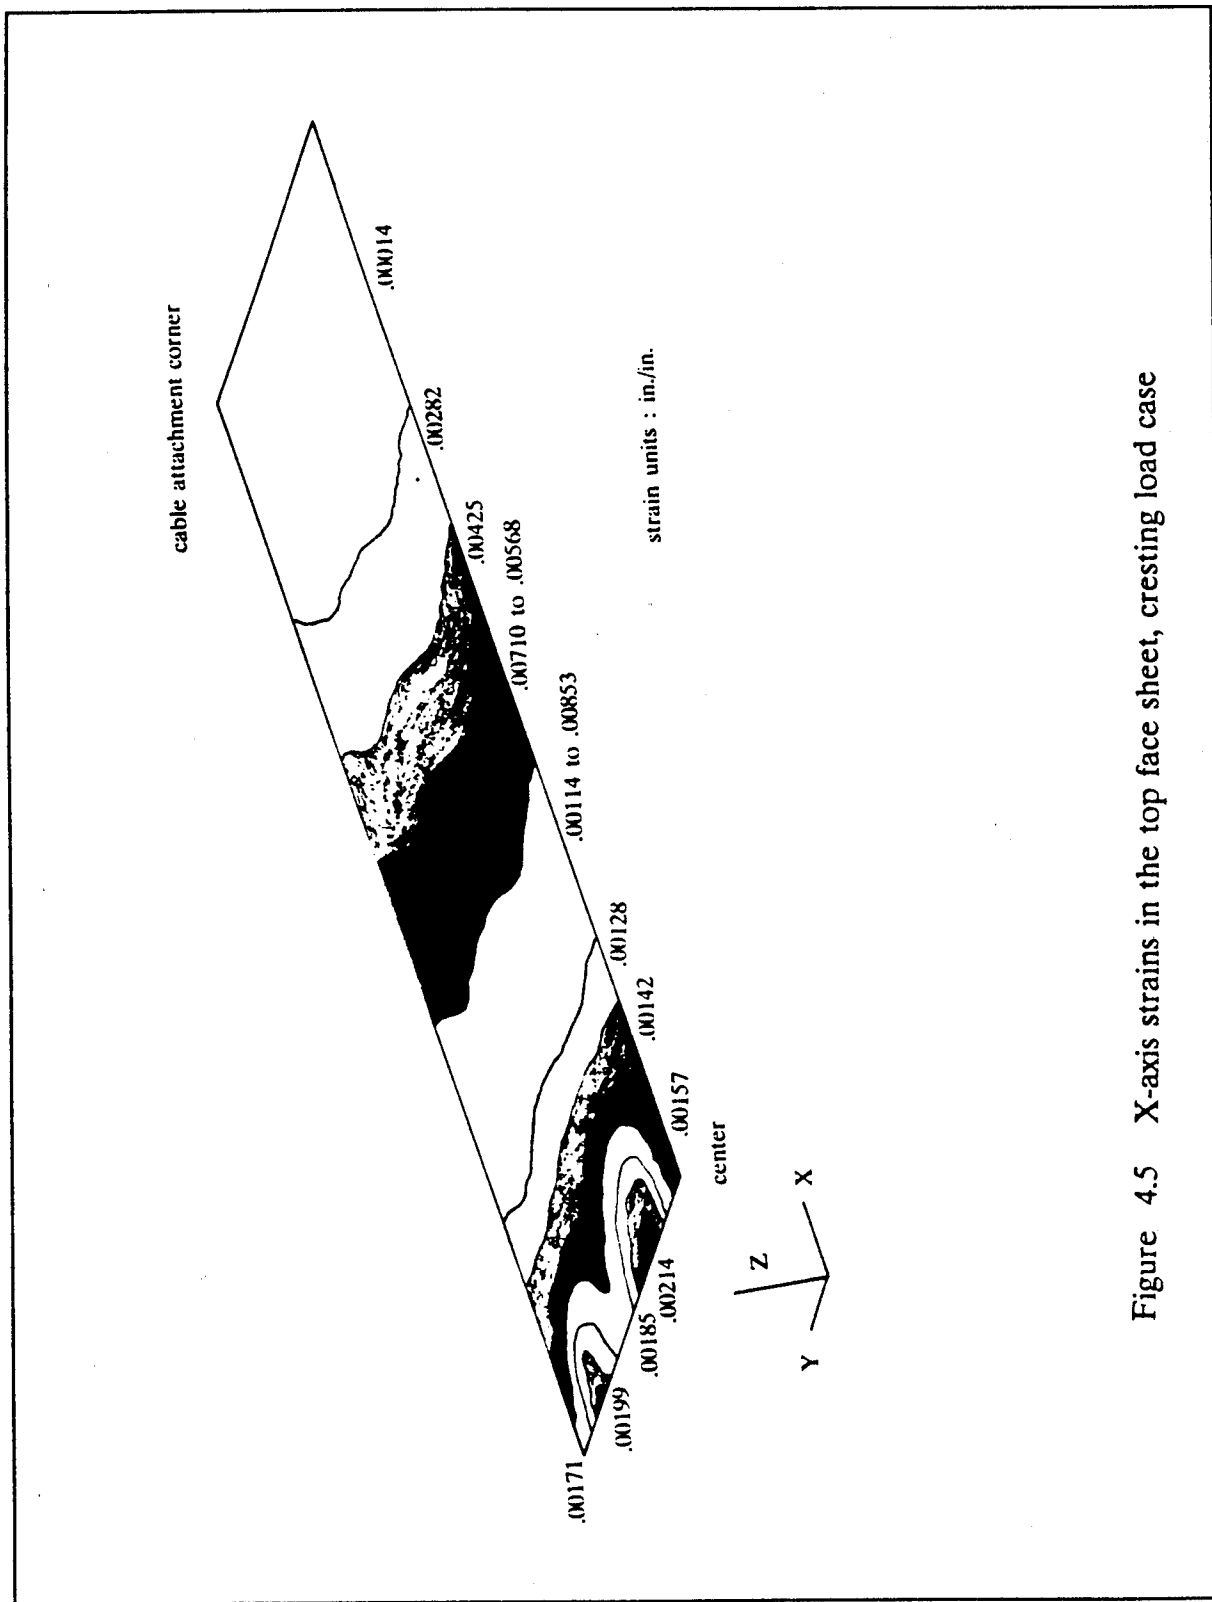 cable attachment corner
.00014
.00282
.00425
.00710 to .00568
.00114 to .00853
.00128
.00142
.00157
center
.00214
.00185
.00199
.00171
strain units : in./in.
Z
X
Y
Figure 4.5 X-axis strains in the top face sheet, cresting load case